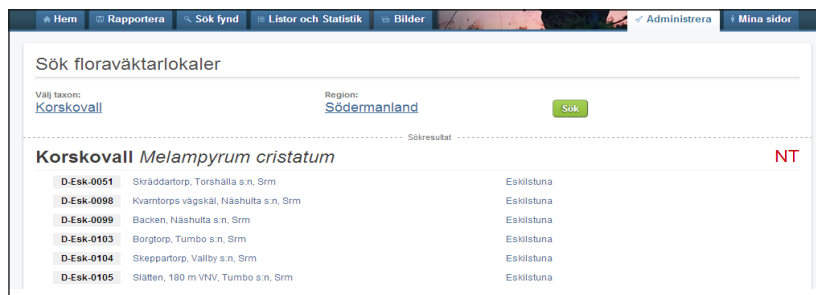 Hem Rapportera Sök fynd Listor och Statistik Bilder Administrera Mina sidor
Sök floraväktarlokaler
Välj taxon: Region:
Korskovall Södermanland Sök
Sökresultat
Korskovall Melampyrum cristatum NT
D-Esk-0051 Skräddartorp, Torshälla s:n, Srm Eskilstuna
D-Esk-0098 Kvarntorps vägskäl, Näshulta s:n, Srm Eskilstuna
D-Esk-0099 Backen, Näshulta s:n, Srm Eskilstuna
D-Esk-0103 Borgtorp, Tumbo s:n, Srm Eskilstuna
D-Esk-0104 Skeppartorp, Vallby s:n, Srm Eskilstuna
D-Esk-0105 Slätten, 180 m VNV, Tumbo s:n, Srm Eskilstuna